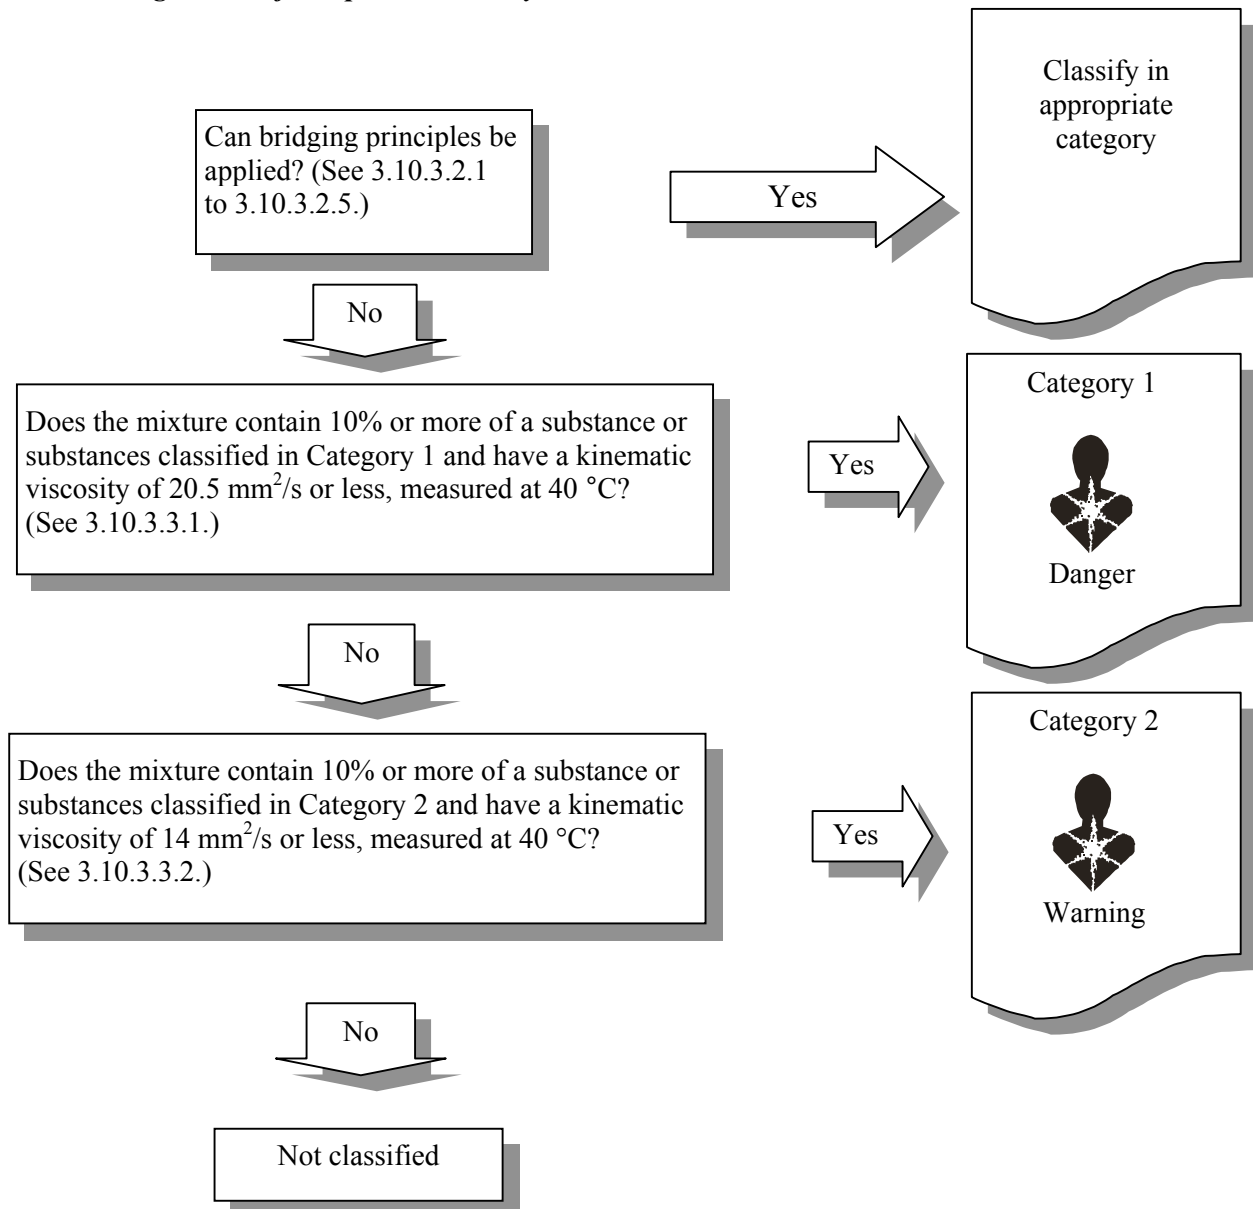 Can bridging principles be
applied? (See 3.10.3.2.1
to 3.10.3.2.5.)
Yes
Classify in
appropriate
category
No
Does the mixture contain 10% or more of a substance or
substances classified in Category 1 and have a kinematic
viscosity of 20.5 mm²/s or less, measured at 40 °C?
(See 3.10.3.3.1.)
Yes
Category 1
Danger
No
Does the mixture contain 10% or more of a substance or
substances classified in Category 2 and have a kinematic
viscosity of 14 mm²/s or less, measured at 40 °C?
(See 3.10.3.3.2.)
Yes
Category 2
Warning
No
Not classified